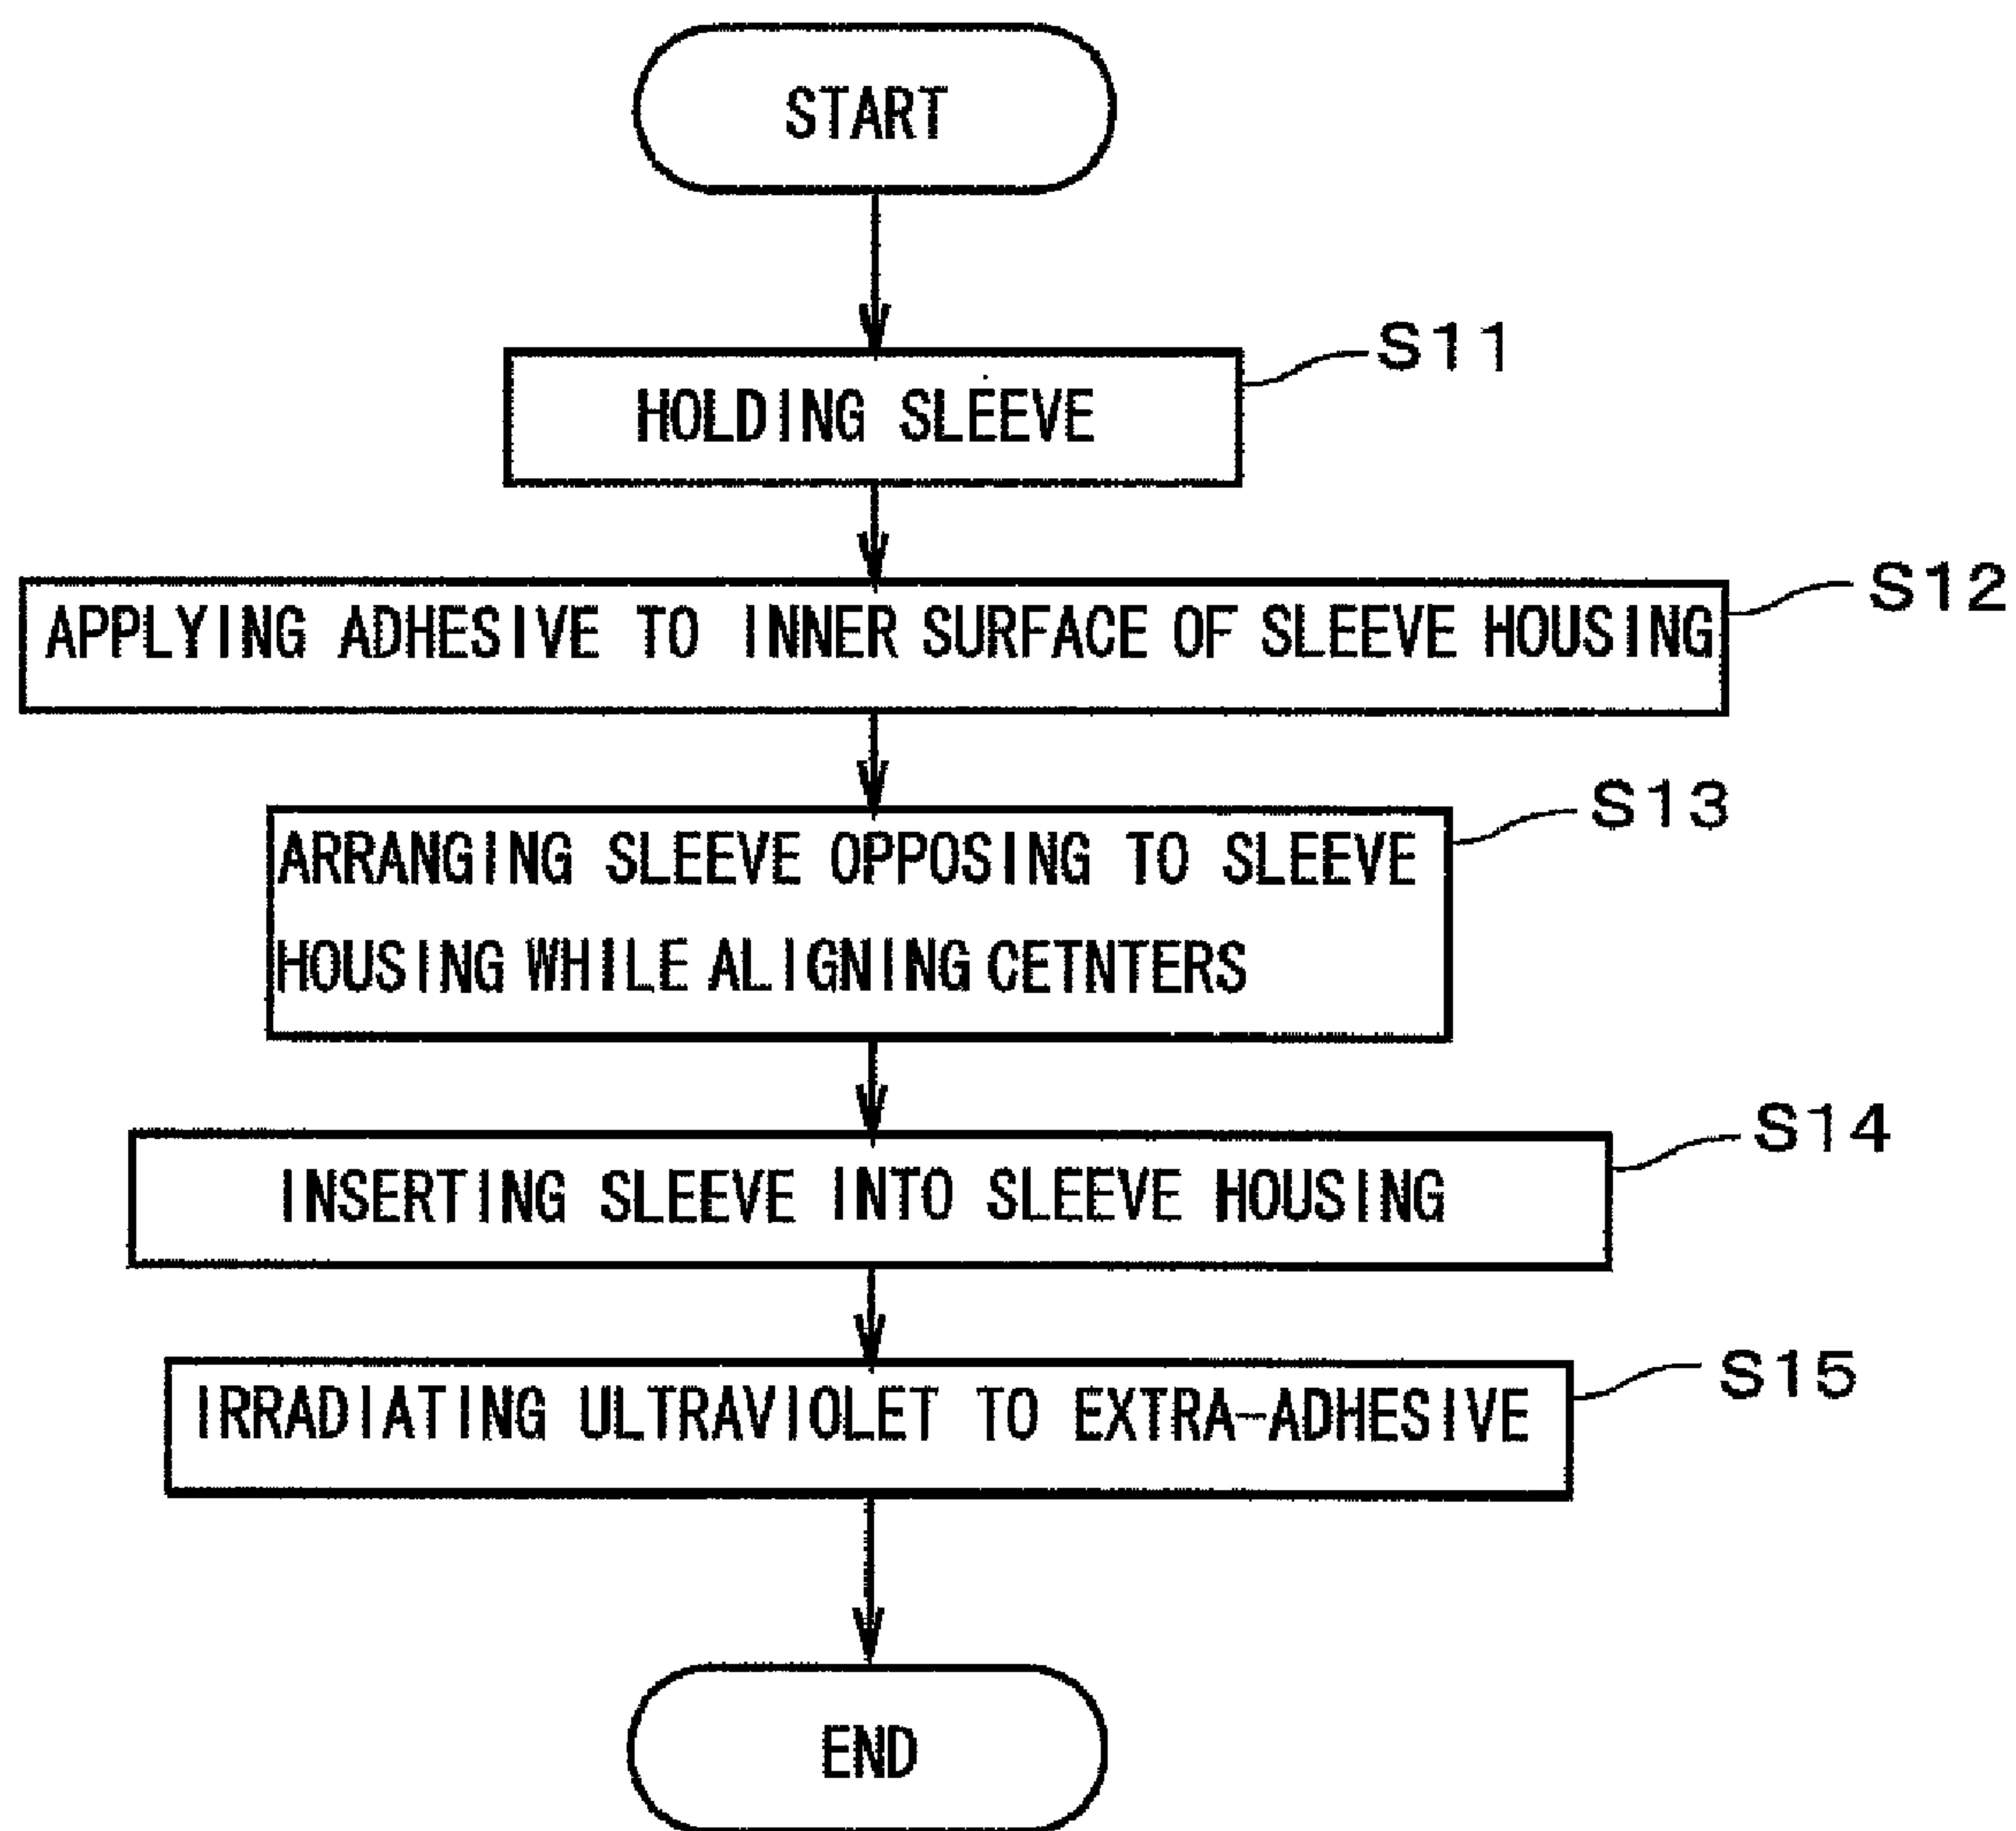 START
S11
HOLDING SLEEVE
S12
APPLYING ADHESIVE TO INNER SURFACE OF SLEEVE HOUSING
S13
ARRANGING SLEEVE OPPOSING TO SLEEVE
HOUSING WHILE ALIGNING CETNTERS
S14
INSERTING SLEEVE INTO SLEEVE HOUSING
S15
IRRADIATING ULTRAVIOLET TO EXTRA-ADHESIVE
END